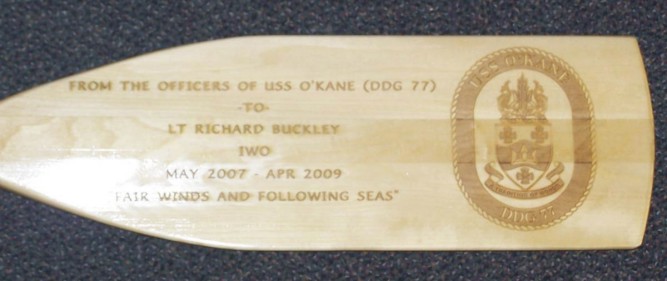 FROM THE OFFICERS OF USS O'KANE (DDG 77)
-TO-
LT RICHARD BUCKLEY
IWO
MAY 2007 - APR 2009
"FAIR WINDS AND FOLLOWING SEAS"
USS O'KANE
DDG 77